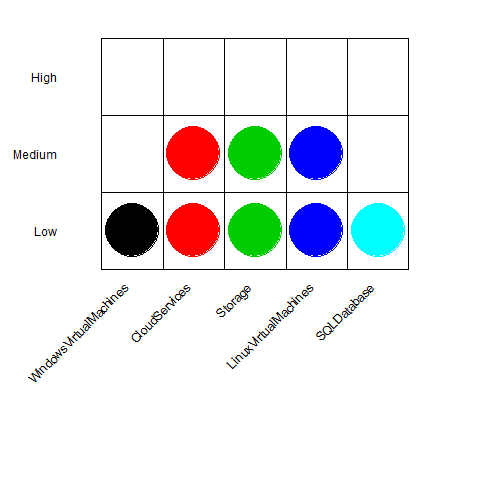 High
Medium
Low
WindowsVirtualMachines
CloudServices
Storage
LinuxVirtualMachines
SQLDatabase